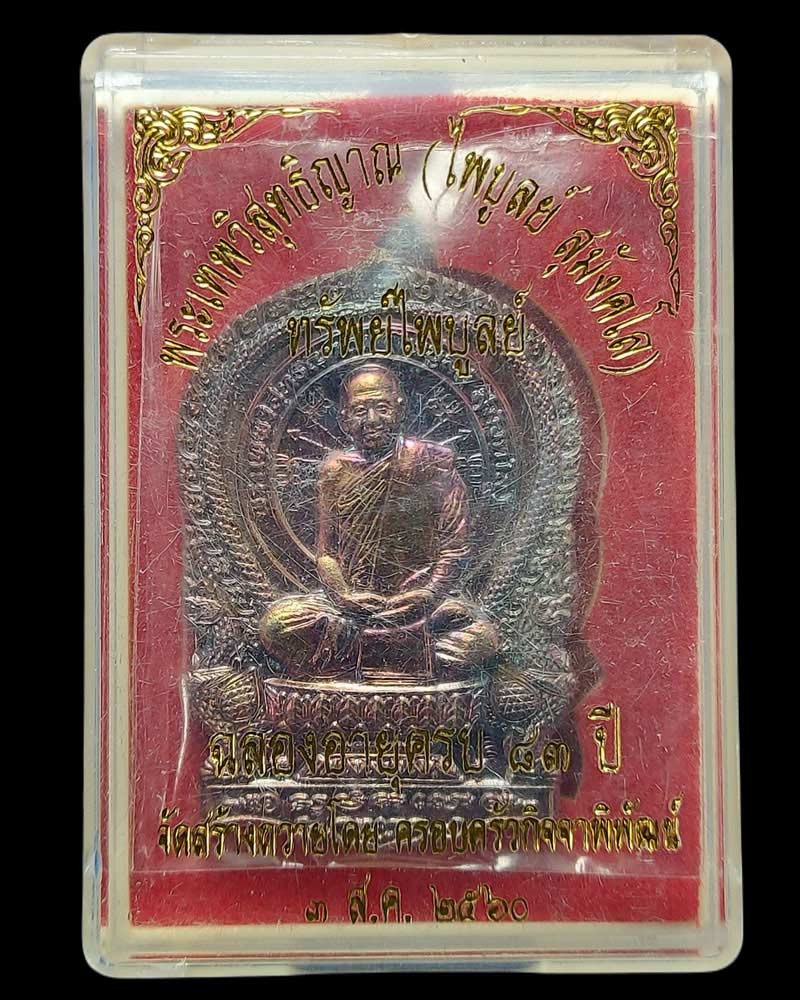 พระเทพวิสุทธิญาณ (ไพบูลย์ สุมังคโล)
ทรัพย์ไพบูลย์
ฉลองอายุครบ ๘๓ ปี
จัดสร้างถวายโดย ครอบครัวกิจจาพิพัฒน์
๓ ส.ค. ๒๕๖๐